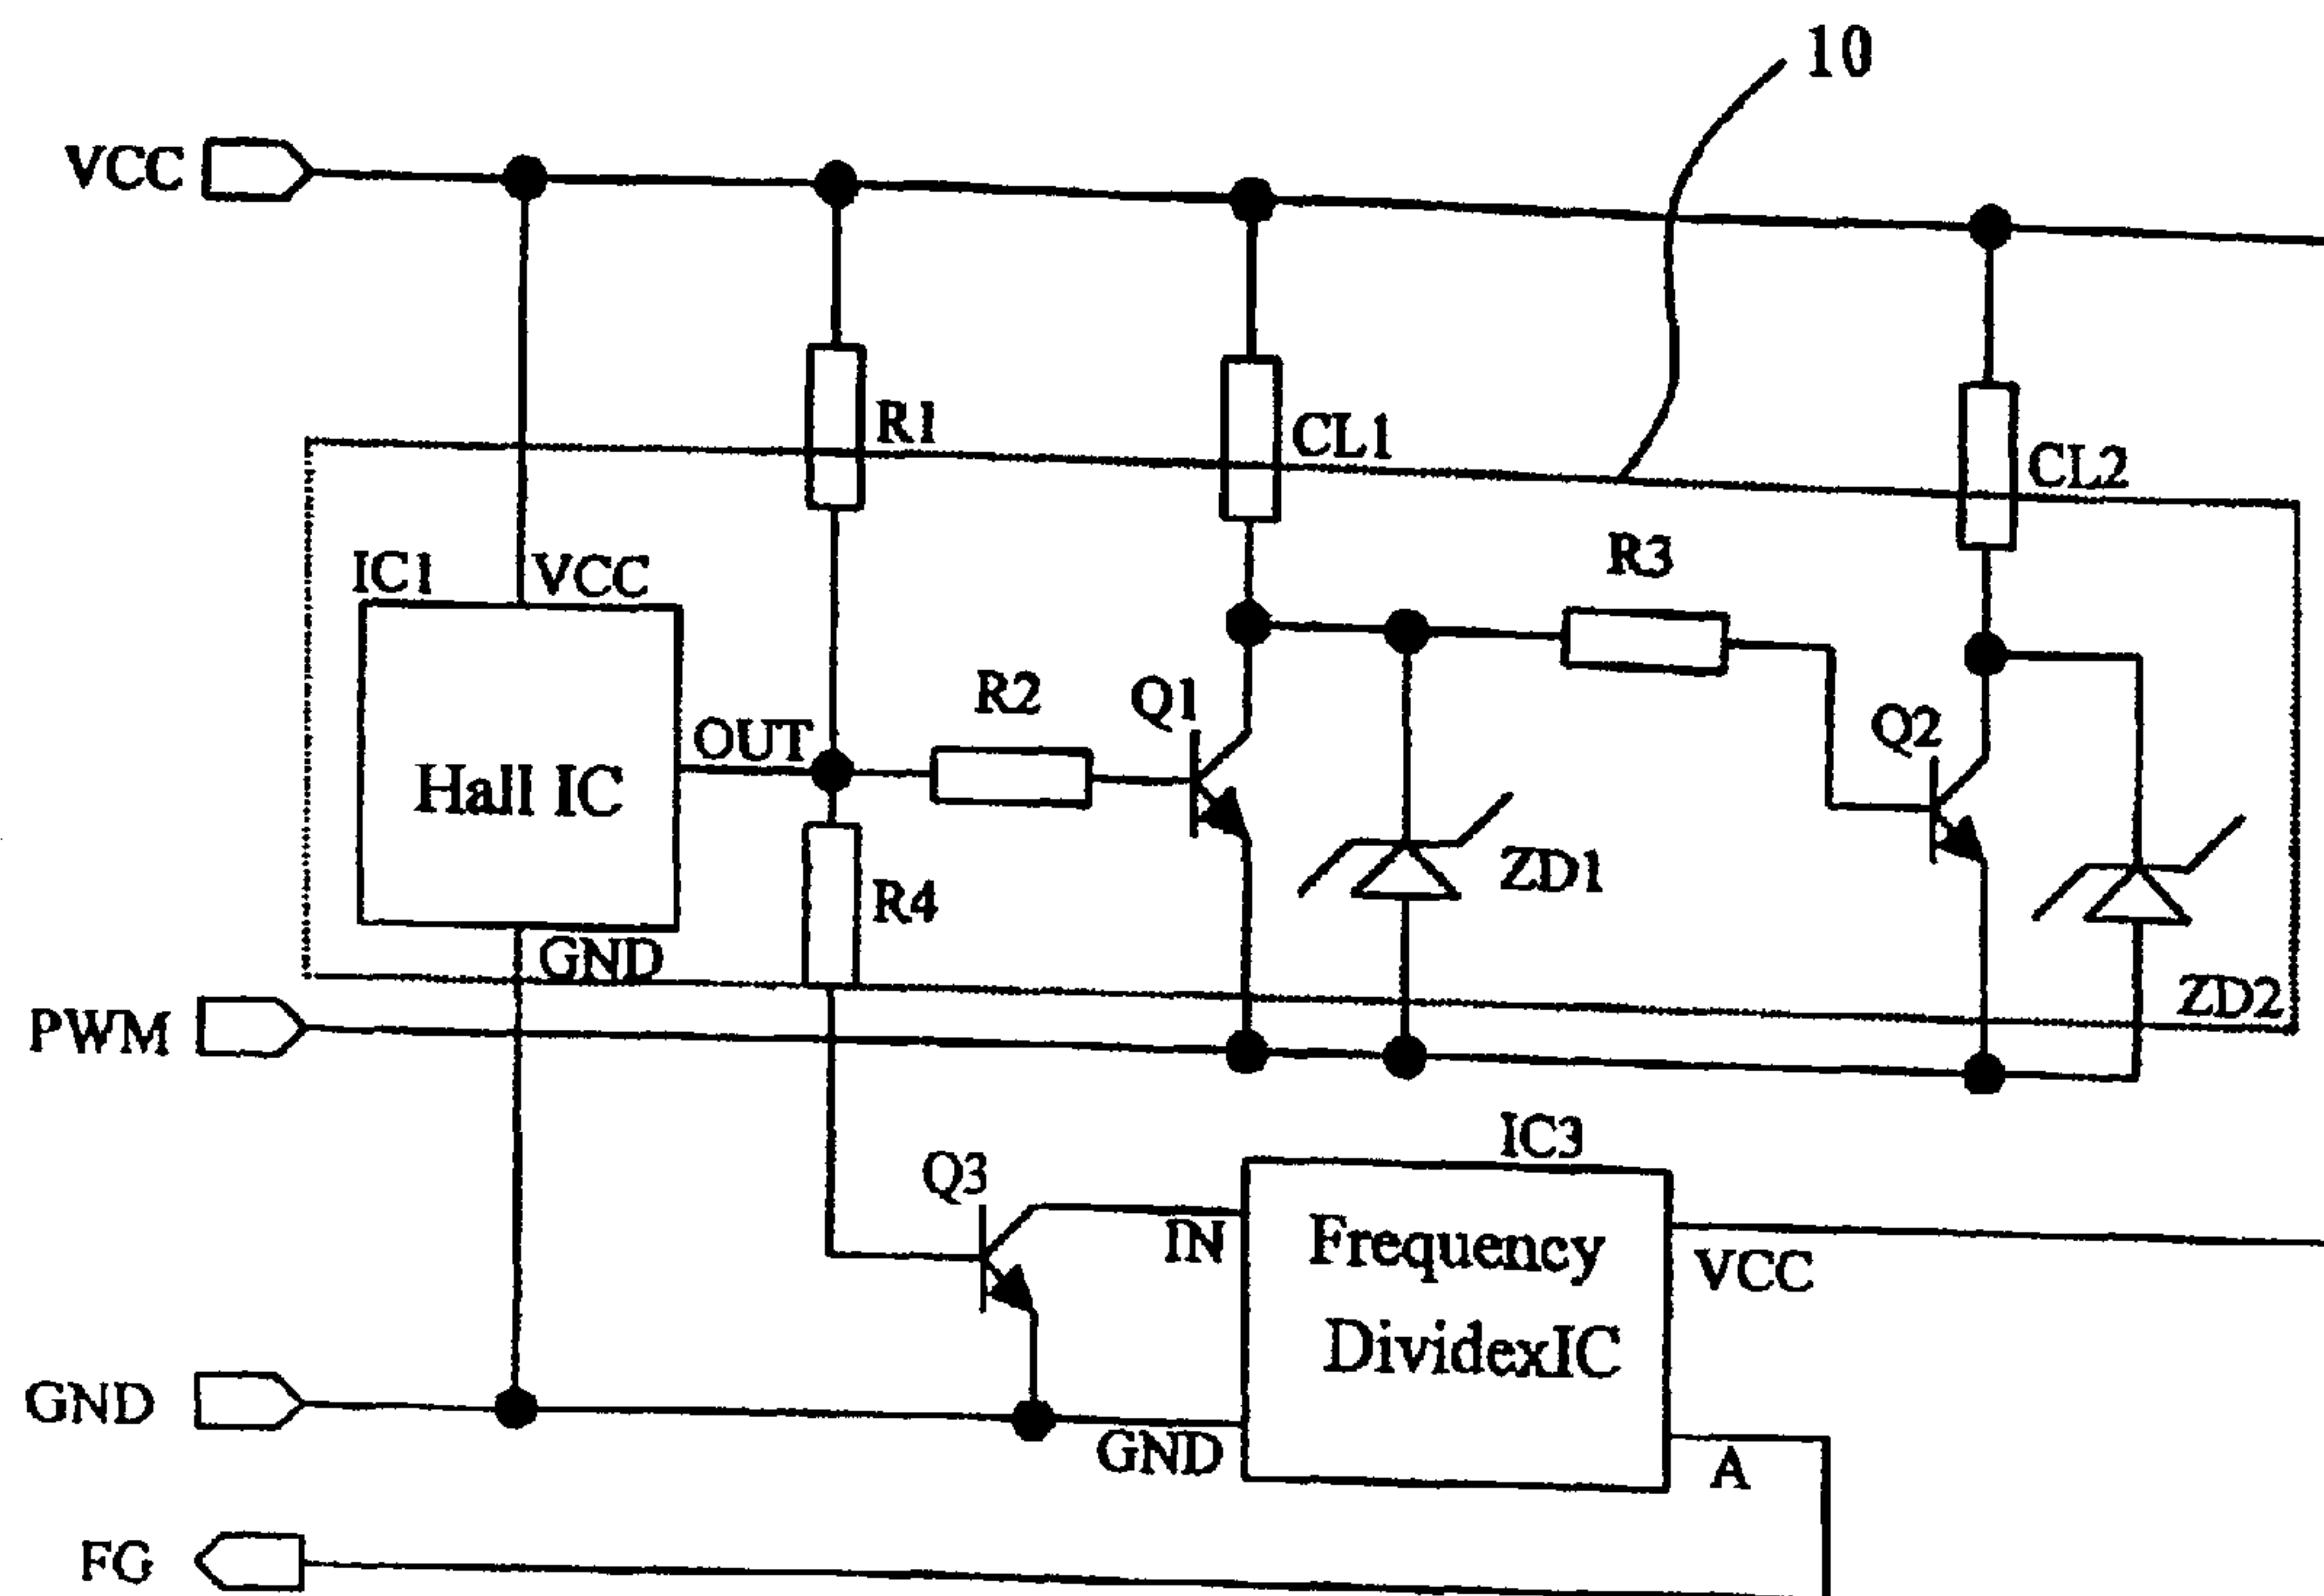 10
VCC
R1
CL1
CL2
IC1
VCC
R3
R2
Q1
Q2
OUT
Hall IC
ZD1
R4
GND
ZD2
PWM
IC3
Q3
IN
Frequency
DividexIC
VCC
GND
GND
A
FG